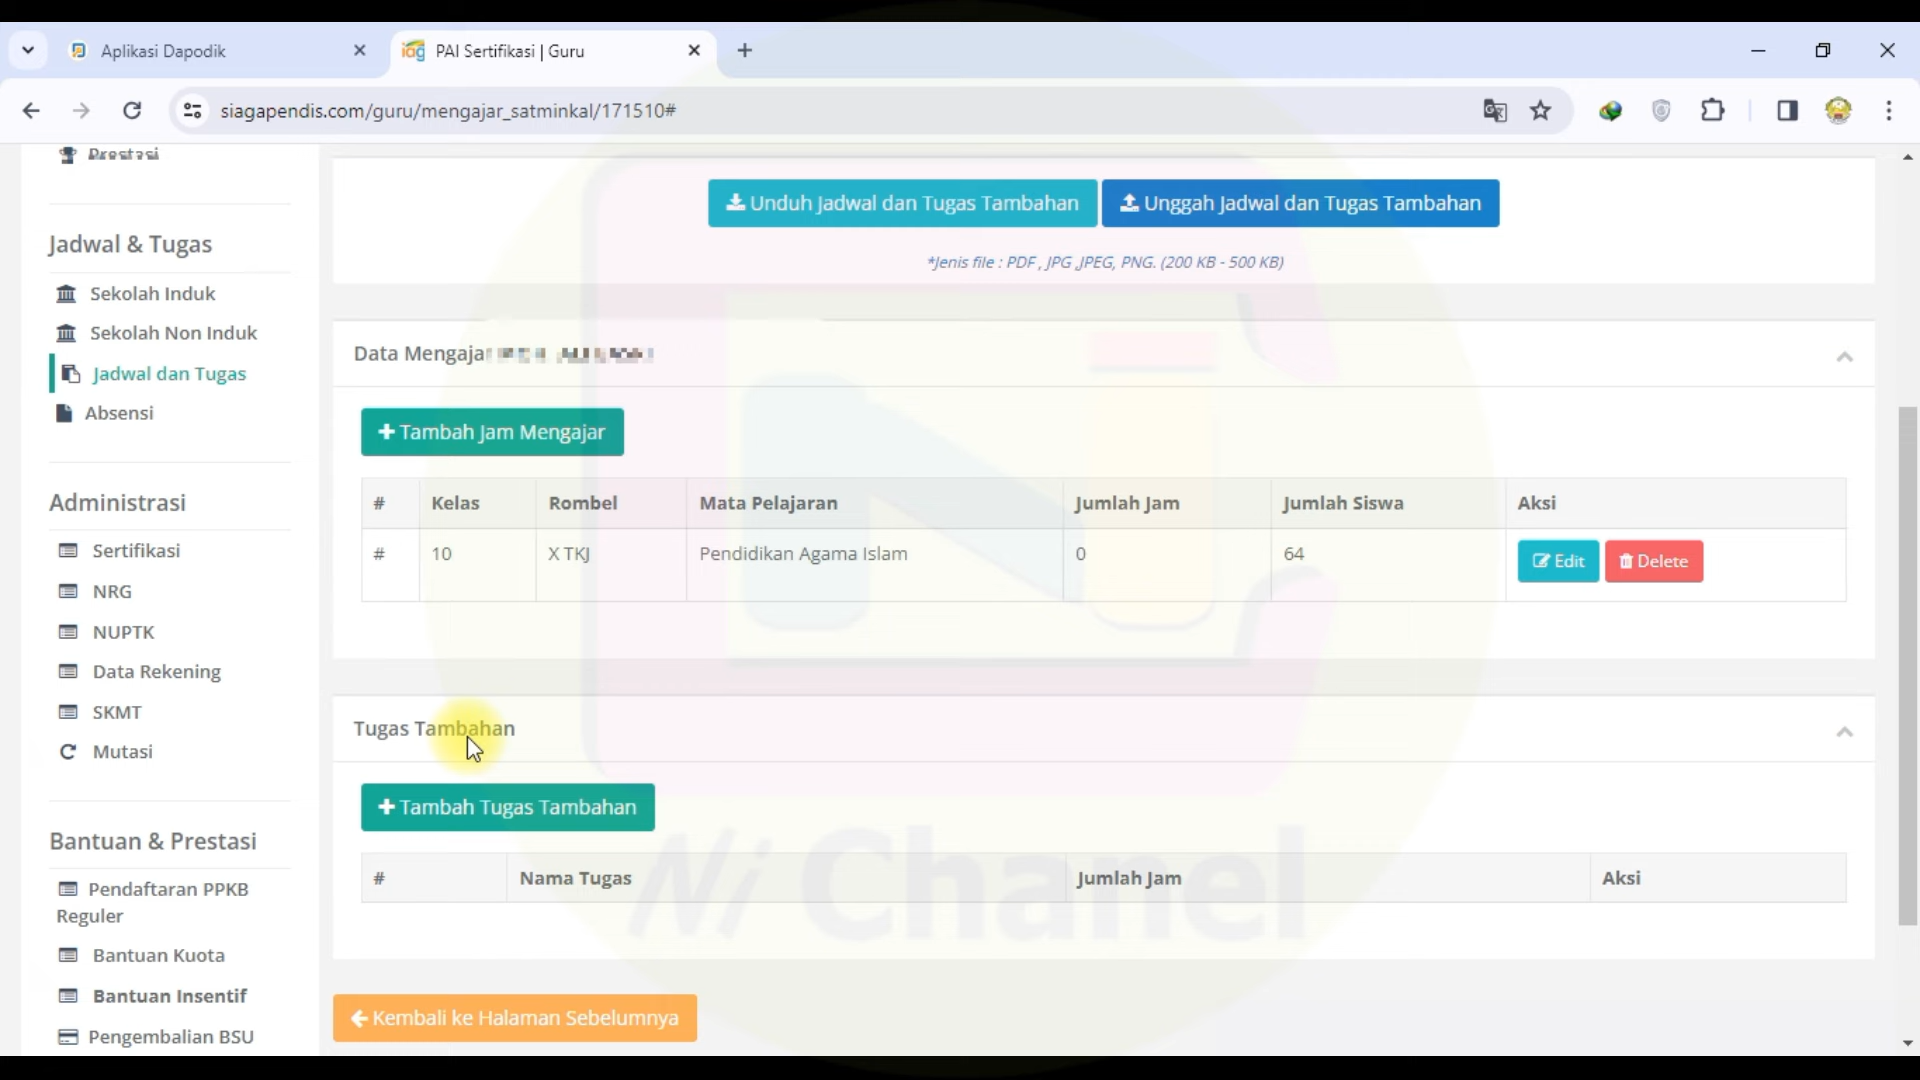 Aplikasi Dapodik
PAI Sertifikasi | Guru
siagapendis.com/guru/mengajar_satminkal/171510#
Prestasi
Jadwal & Tugas
Sekolah Induk
Sekolah Non Induk
Jadwal dan Tugas
Absensi
Administrasi
Sertifikasi
NRG
NUPTK
Data Rekening
SKMT
Mutasi
Bantuan & Prestasi
Pendaftaran PPKB
Reguler
Bantuan Kuota
Bantuan Insentif
Pengembalian BSU
Unduh Jadwal dan Tugas Tambahan Unggah Jadwal dan Tugas Tambahan
*Jenis file : PDF , JPG ,JPEG, PNG. (200 KB - 500 KB)
Data Mengajar
Tambah Jam Mengajar
# Kelas Rombel Mata Pelajaran Jumlah Jam Jumlah Siswa Aksi
# 10 X TKJ Pendidikan Agama Islam 0 64 Edit Delete
Tugas Tambahan
Tambah Tugas Tambahan
# Nama Tugas Jumlah Jam Aksi
Kembali ke Halaman Sebelumnya
Ni Chanel